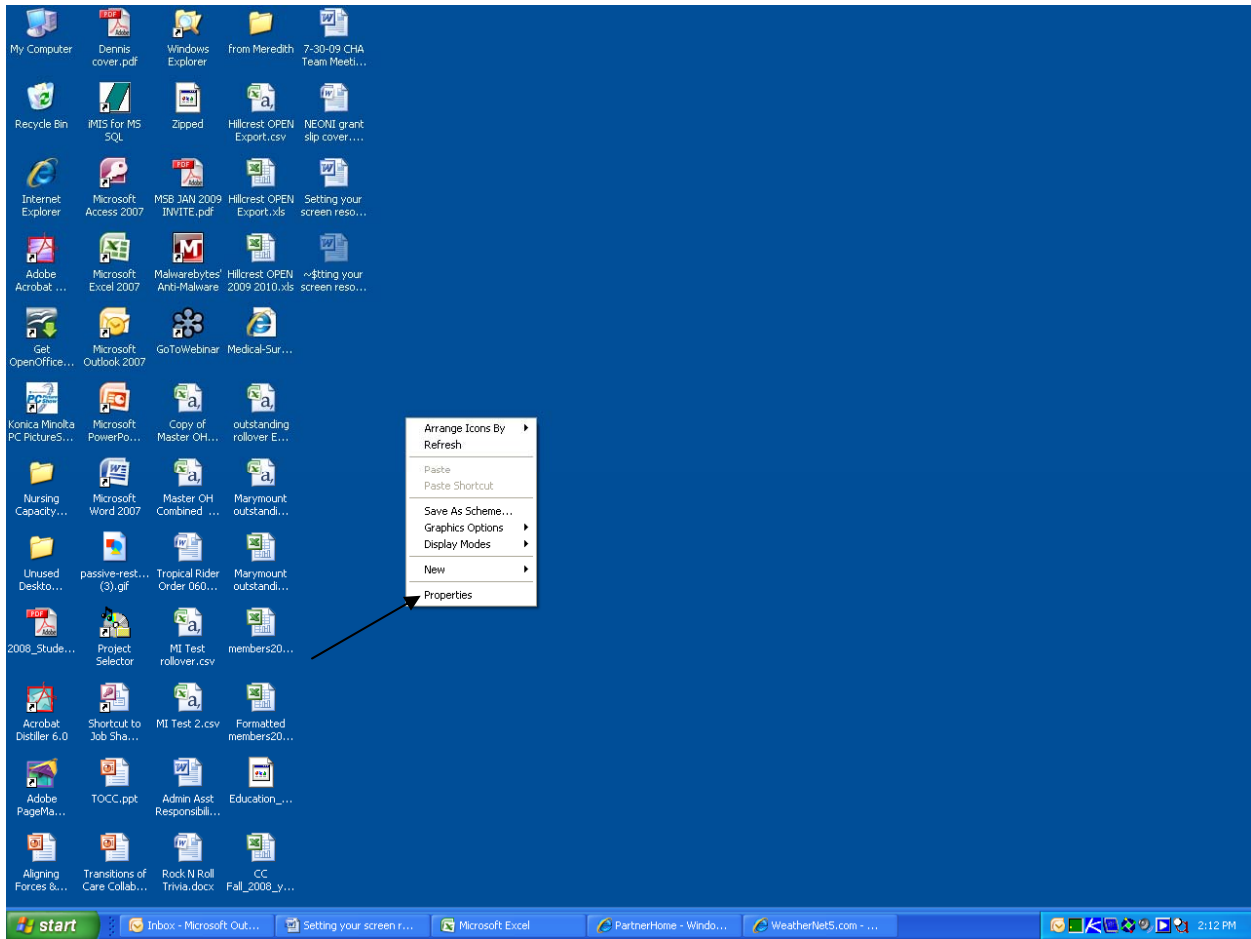 My Computer
Dennis
cover.pdf
Windows
Explorer
from Meredith
7-30-09 CHA
Team Meeti...
Recycle Bin
iMIS for MS
SQL
Zipped
Hillcrest OPEN
Export.csv
NEONI grant
slip cover....
Internet
Explorer
Microsoft
Access 2007
MSB JAN 2009
INVITE.pdf
Hillcrest OPEN
Export.xls
Setting your
screen reso...
Adobe
Acrobat ...
Microsoft
Excel 2007
Malwarebytes'
Anti-Malware
Hillcrest OPEN
2009 2010.xls
~$tting your
screen reso...
Get
OpenOffice...
Microsoft
Outlook 2007
GoToWebinar
Medical-Sur...
Konica Minolta
PC PictureS...
Microsoft
PowerPo...
Copy of
Master OH...
outstanding
rollover E...
Nursing
Capacity...
Microsoft
Word 2007
Master OH
Combined ...
Marymount
outstandi...
Unused
Deskto...
passive-rest...
(3).gif
Tropical Rider
Order 060...
Marymount
outstandi...
2008_Stude...
Project
Selector
MI Test
rollover.csv
members20...
Acrobat
Distiller 6.0
Shortcut to
Job Sha...
MI Test 2.csv
Formatted
members20...
Adobe
PageMa...
TOCC.ppt
Admin Asst
Responsibili...
Education_...
Aligning
Forces &...
Transitions of
Care Collab...
Rock N Roll
Trivia.docx
CC
Fall_2008_y...
Arrange Icons By
Refresh
Paste
Paste Shortcut
Save As Scheme...
Graphics Options
Display Modes
New
Properties
start
Inbox - Microsoft Out...
Setting your screen r...
Microsoft Excel
PartnerHome - Windo...
WeatherNet5.com - ...
2:12 PM